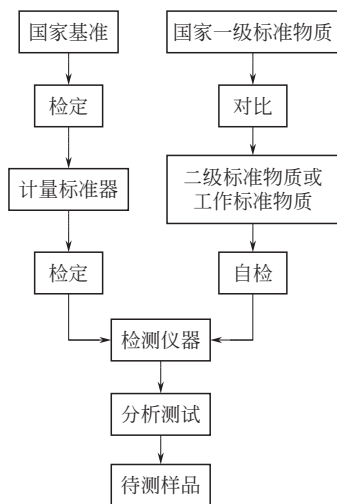 国家基准
国家一级标准物质
检定
对比
计量标准器
二级标准物质或
工作标准物质
检定
自检
检测仪器
分析测试
待测样品